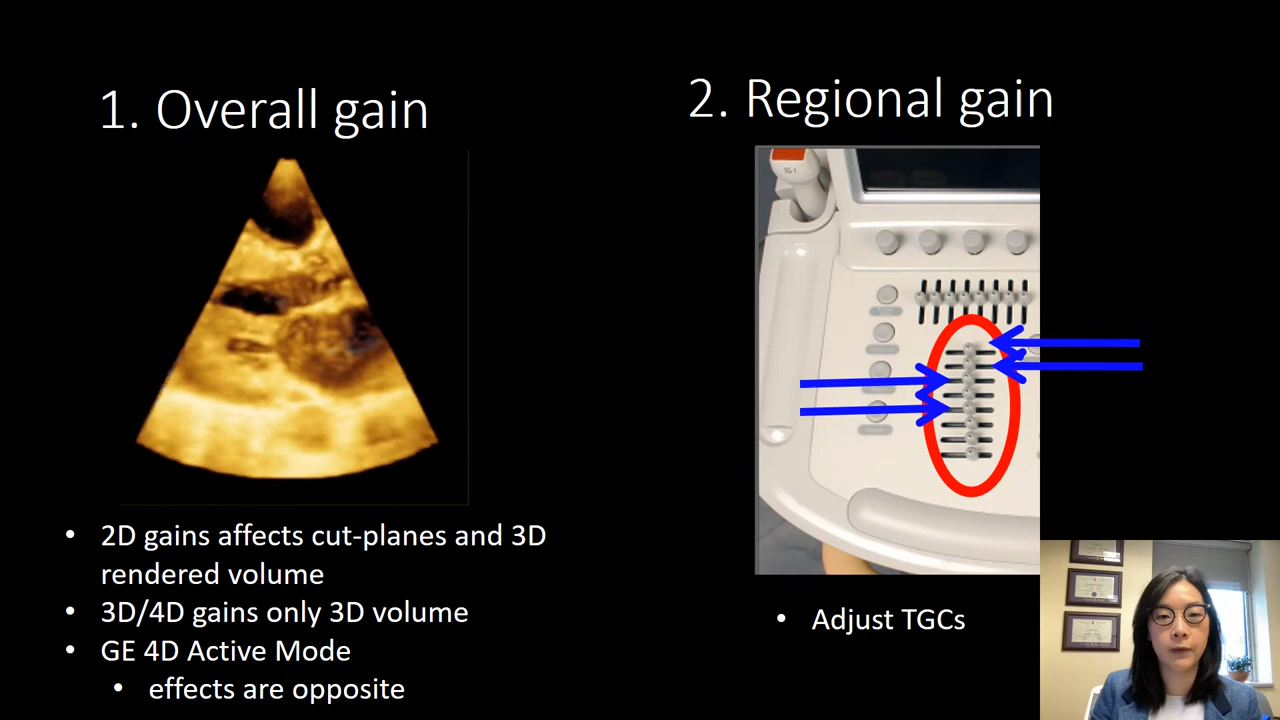 1. Overall gain
2D gains affects cut-planes and 3D
rendered volume
3D/4D gains only 3D volume
GE 4D Active Mode
effects are opposite
2. Regional gain
Adjust TGCs